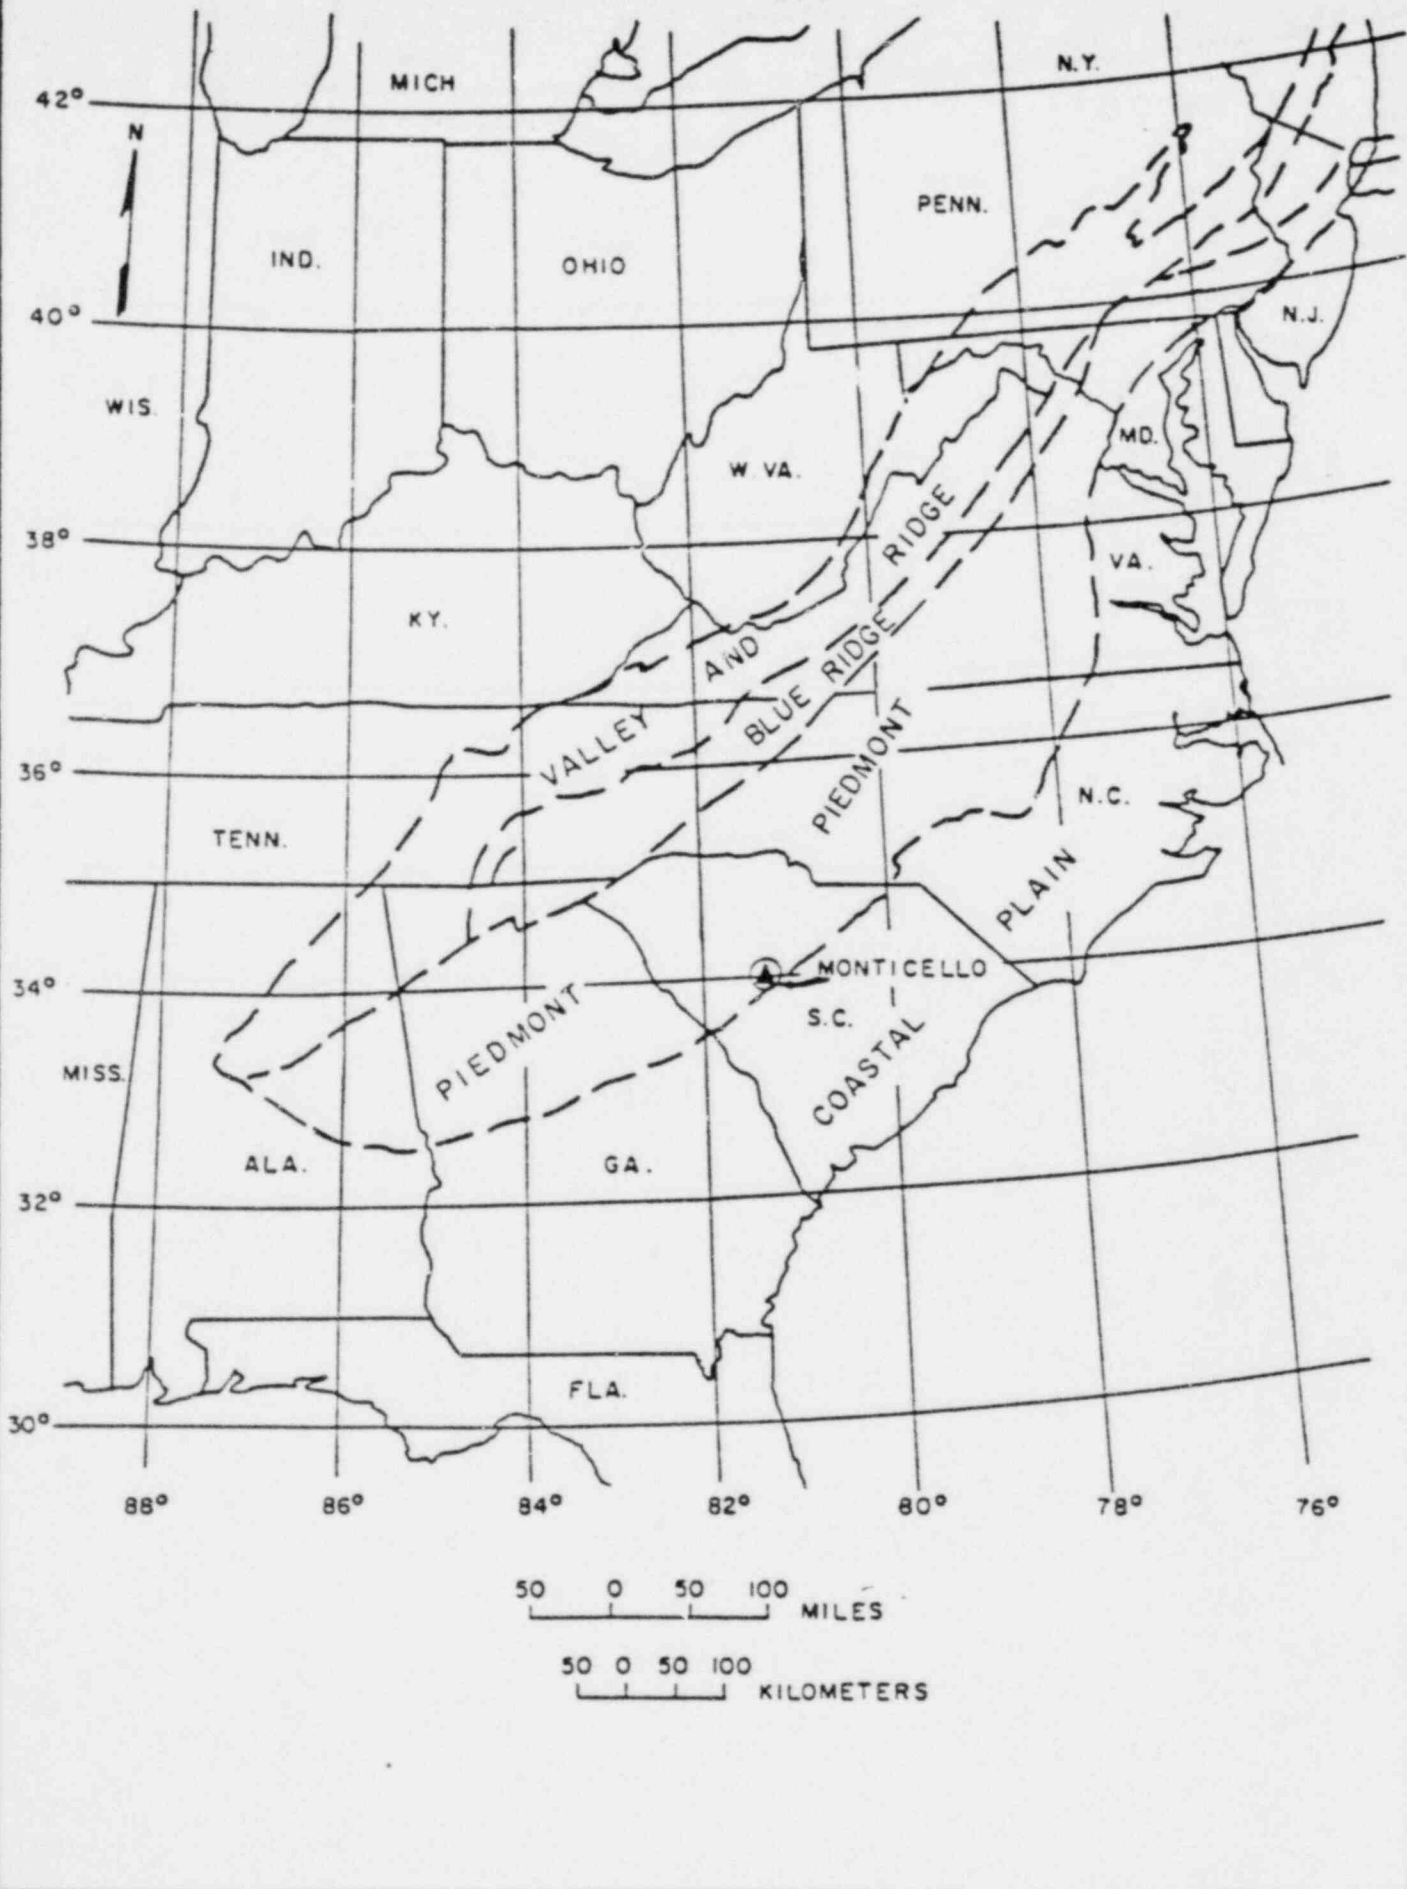 N.Y.
MICH
42°
N
PENN.
IND.
OHIO
40°
N.J.
WIS.
MD.
W. VA.
38°
VALLEY AND RIDGE
VA.
KY.
BLUE RIDGE
PIEDMONT
36°
N.C.
TENN.
COASTAL PLAIN
34°
MONTICELLO
S.C.
PIEDMONT
MISS.
ALA.
GA.
32°
FLA.
30°
88° 86° 84° 82° 80° 78° 76°
50 0 50 100
MILES
50 0 50 100
KILOMETERS